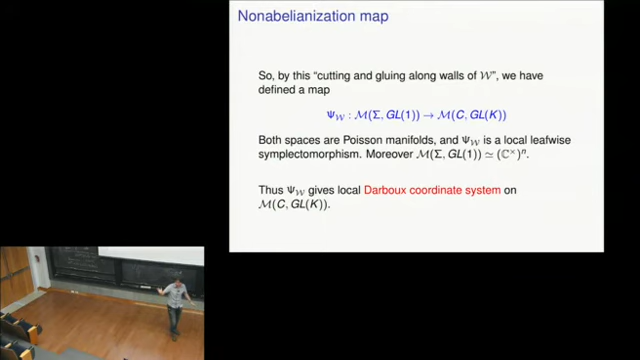 Nonabelianization map
So, by this “cutting and gluing along walls of 𝒲”, we have
defined a map
Ψ𝒲 : ℳ(Σ, GL(1)) → ℳ(C, GL(K))
Both spaces are Poisson manifolds, and Ψ𝒲 is a local leafwise
symplectomorphism. Moreover ℳ(Σ, GL(1)) ≃ (ℂ×)ⁿ.
Thus Ψ𝒲 gives local Darboux coordinate system on
ℳ(C, GL(K)).